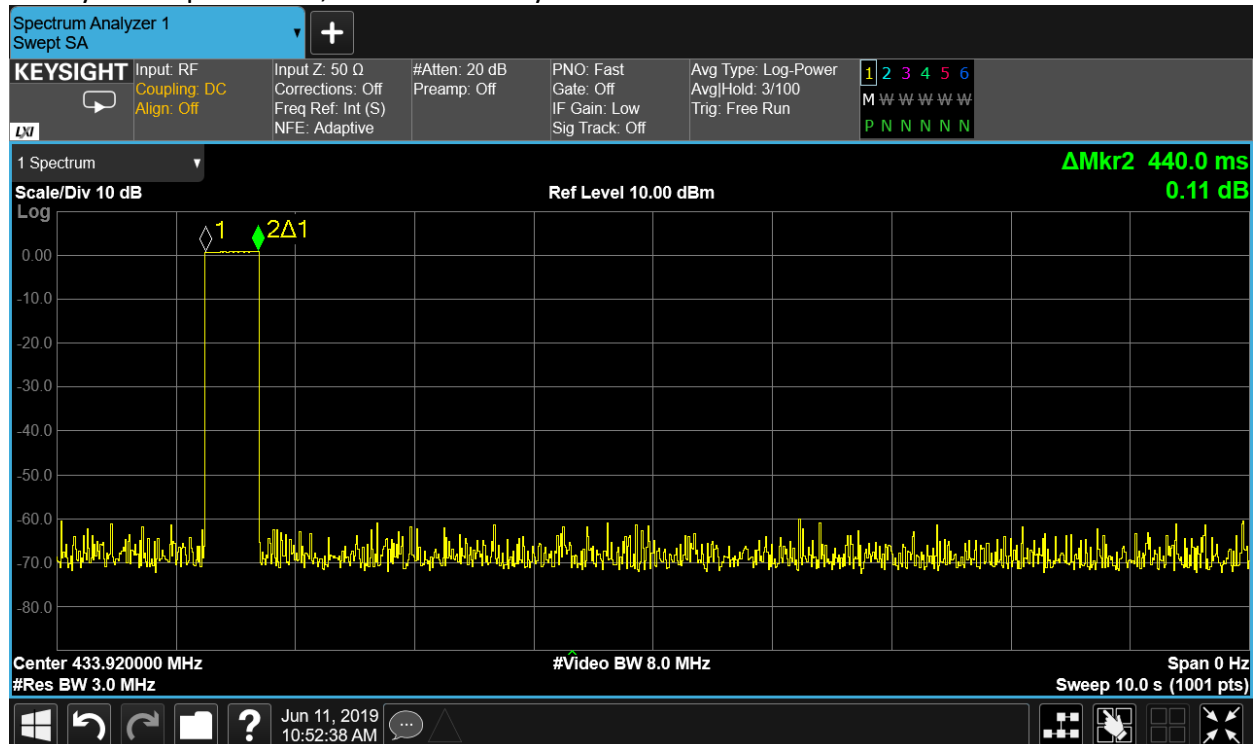 Spectrum Analyzer 1
Swept SA
+
KEYSIGHT
LXI
Input: RF
Coupling: DC
Align: Off
Input Z: 50 Ω
Corrections: Off
Freq Ref: Int (S)
NFE: Adaptive
#Atten: 20 dB
Preamp: Off
PNO: Fast
Gate: Off
IF Gain: Low
Sig Track: Off
Avg Type: Log-Power
Avg|Hold: 3/100
Trig: Free Run
1 2 3 4 5 6
M W W W W W
P N N N N N
1 Spectrum
ΔMkr2 440.0 ms
0.11 dB
Scale/Div 10 dB
Ref Level 10.00 dBm
Log
1
2Δ1
0.00
-10.0
-20.0
-30.0
-40.0
-50.0
-60.0
-70.0
-80.0
Center 433.920000 MHz
#Video BW 8.0 MHz
Span 0 Hz
#Res BW 3.0 MHz
Sweep 10.0 s (1001 pts)
?
Jun 11, 2019
10:52:38 AM